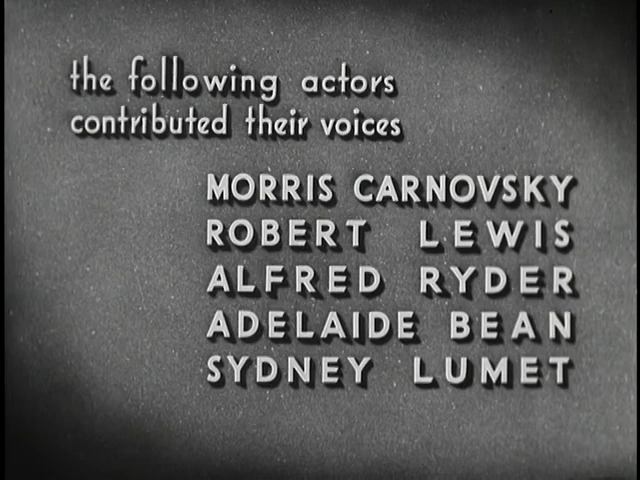 the following actors
contributed their voices
MORRIS CARNOVSKY
ROBERT LEWIS
ALFRED RYDER
ADELAIDE BEAN
SYDNEY LUMET